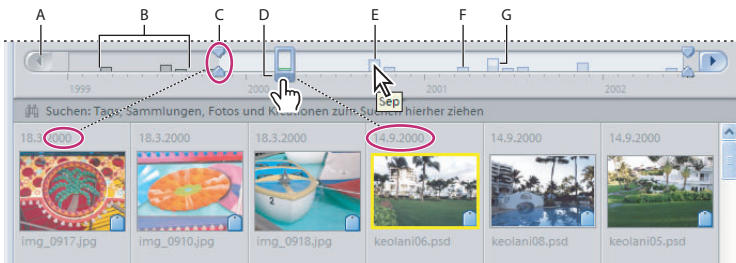 A B C D E F G
1999 2000 2001 2002
Sep
Suchen: Tags, Sammlungen, Fotos und Kreationen zum Suchen hierher ziehen
18.3.2000 18.3.2000 18.3.2000 14.9.2000 14.9.2000 14.9.2000
2
img_0917.jpg img_0910.jpg img_0918.jpg keolani06.psd keolani08.psd keolani05.psd